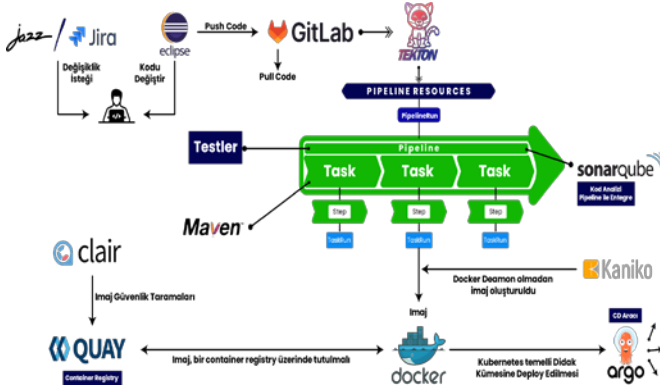 jazz / Jira
eclipse
Push Code
GitLab
TEKTON
Değişiklik
İsteği
Kodu
Değiştir
Pull Code
PIPELINE RESOURCES
PipelineRun
Testler
Pipeline
Task
Task
Task
sonarqube
Kod Analizi
Pipeline ile Entegre
Maven
Step
Step
Step
TaskRun
TaskRun
TaskRun
clair
Docker Deamon olmadan
imaj oluşturuldu
Kaniko
İmaj Güvenlik Taramaları
İmaj
CD Aracı
QUAY
Container Registry
İmaj, bir container registry üzerinde tutulmalı
docker
Kubernetes temelli Didak
Kümesine Deploy Edilmesi
argo